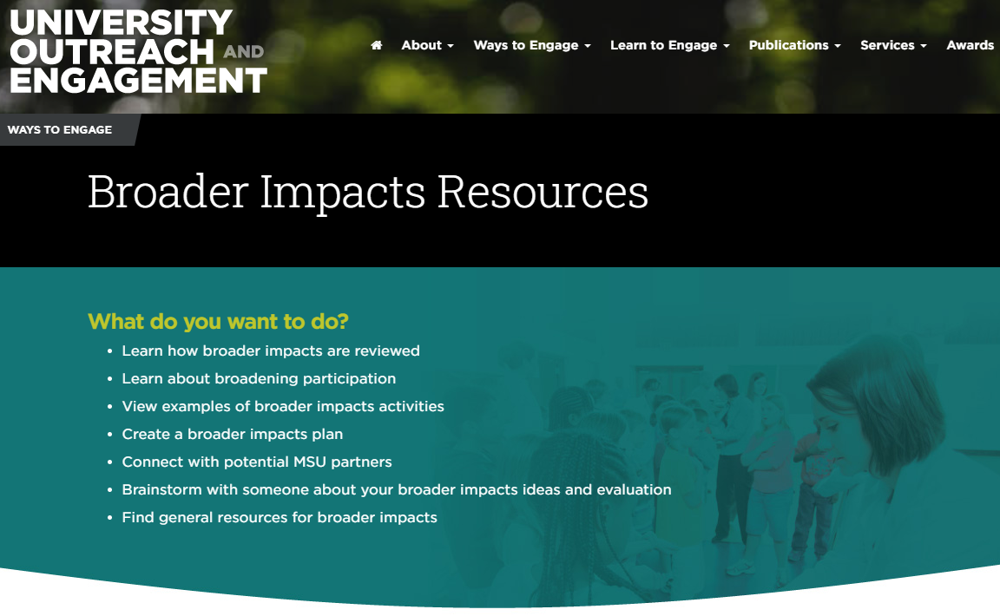 UNIVERSITY
OUTREACH AND
ENGAGEMENT
About Ways to Engage Learn to Engage Publications Services Awards
WAYS TO ENGAGE
Broader Impacts Resources
What do you want to do?
• Learn how broader impacts are reviewed
• Learn about broadening participation
• View examples of broader impacts activities
• Create a broader impacts plan
• Connect with potential MSU partners
• Brainstorm with someone about your broader impacts ideas and evaluation
• Find general resources for broader impacts